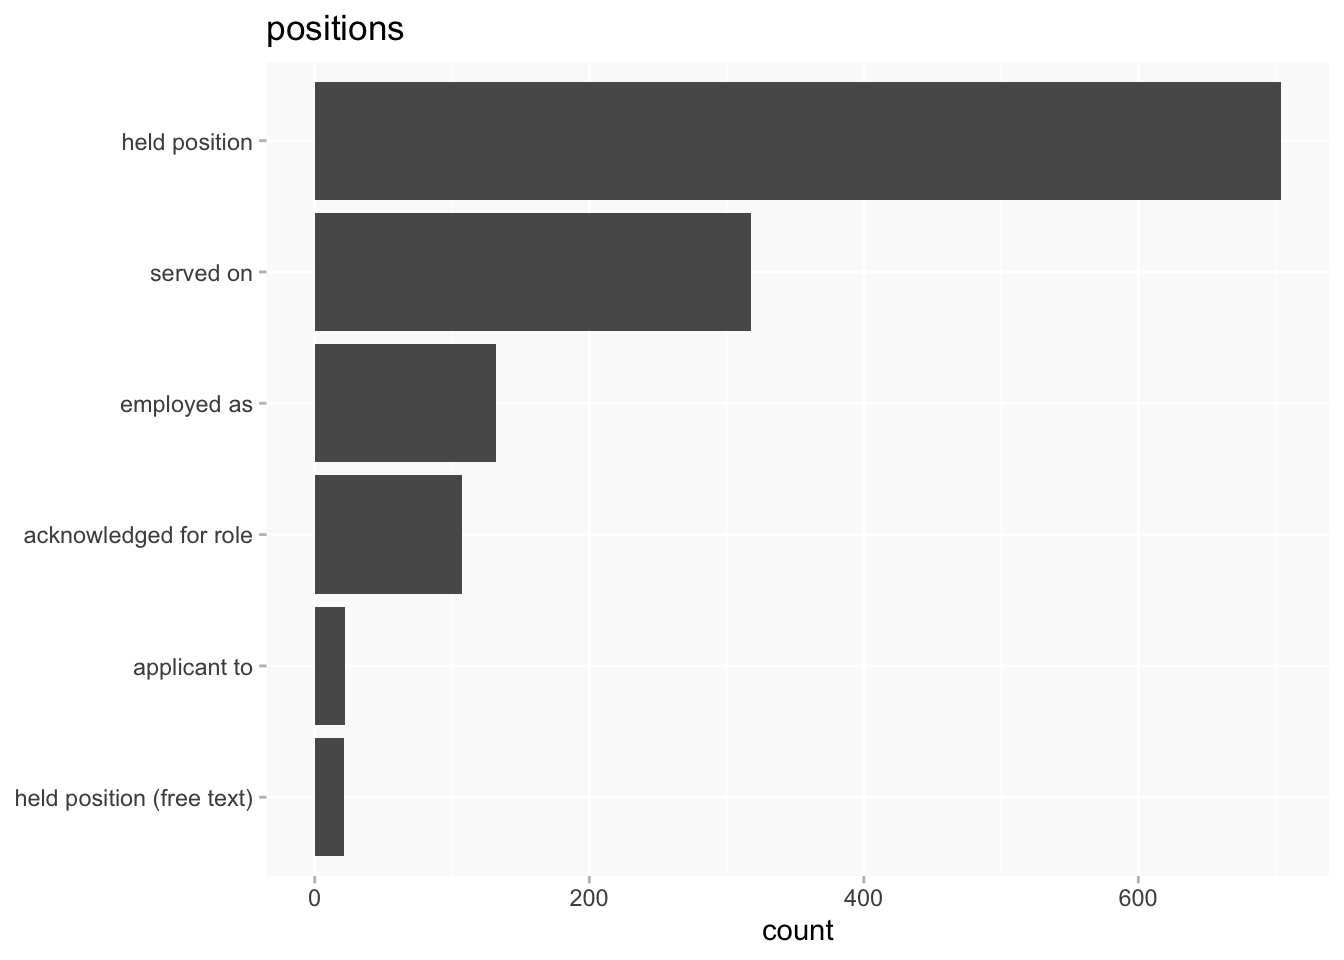 positions
held position
served on
employed as
acknowledged for role
applicant to
held position (free text)
0 200 400 600
count